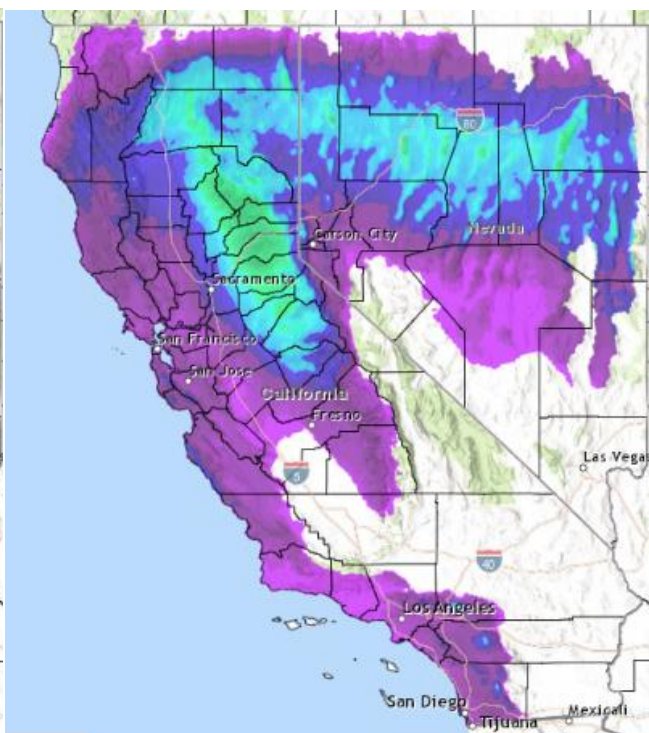 80
Carson City
Nevada
Sacramento
San Francisco
San Jose
California
Fresno
Las Vegas
5
40
Los Angeles
San Diego
Mexicali
Tijuana